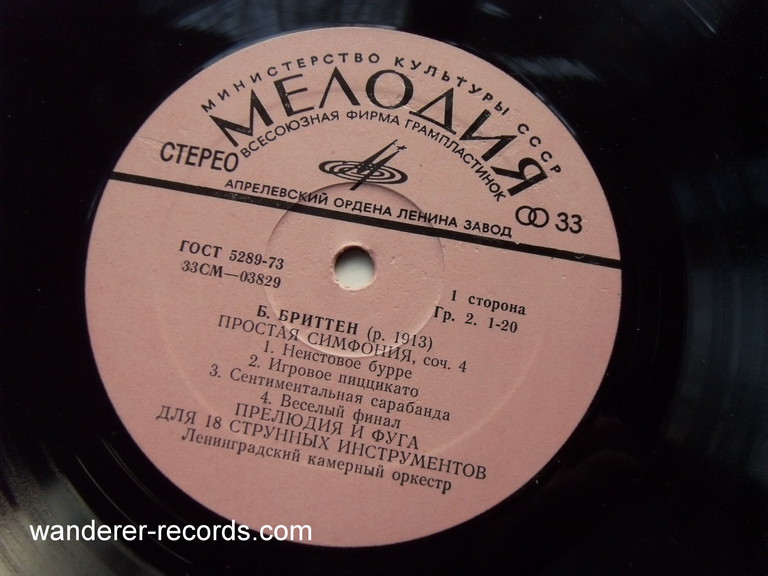 МИНИСТЕРСТВО КУЛЬТУРЫ СССР
МЕЛОДИЯ
ВСЕСОЮЗНАЯ ФИРМА ГРАМПЛАСТИНОК
СТЕРЕО
АПРЕЛЕВСКИЙ ОРДЕНА ЛЕНИНА ЗАВОД
33
ГОСТ 5289-73
33СМ—03829
1 сторона
Гр. 2. 1-20
Б. БРИТТЕН (р. 1913)
ПРОСТАЯ СИМФОНИЯ, соч. 4
1. Неистовое бурре
2. Игровое пиццикато
3. Сентиментальная сарабанда
4. Веселый финал
ПРЕЛЮДИЯ И ФУГА
ДЛЯ 18 СТРУННЫХ ИНСТРУМЕНТОВ
Ленинградский камерный оркестр
wanderer-records.com